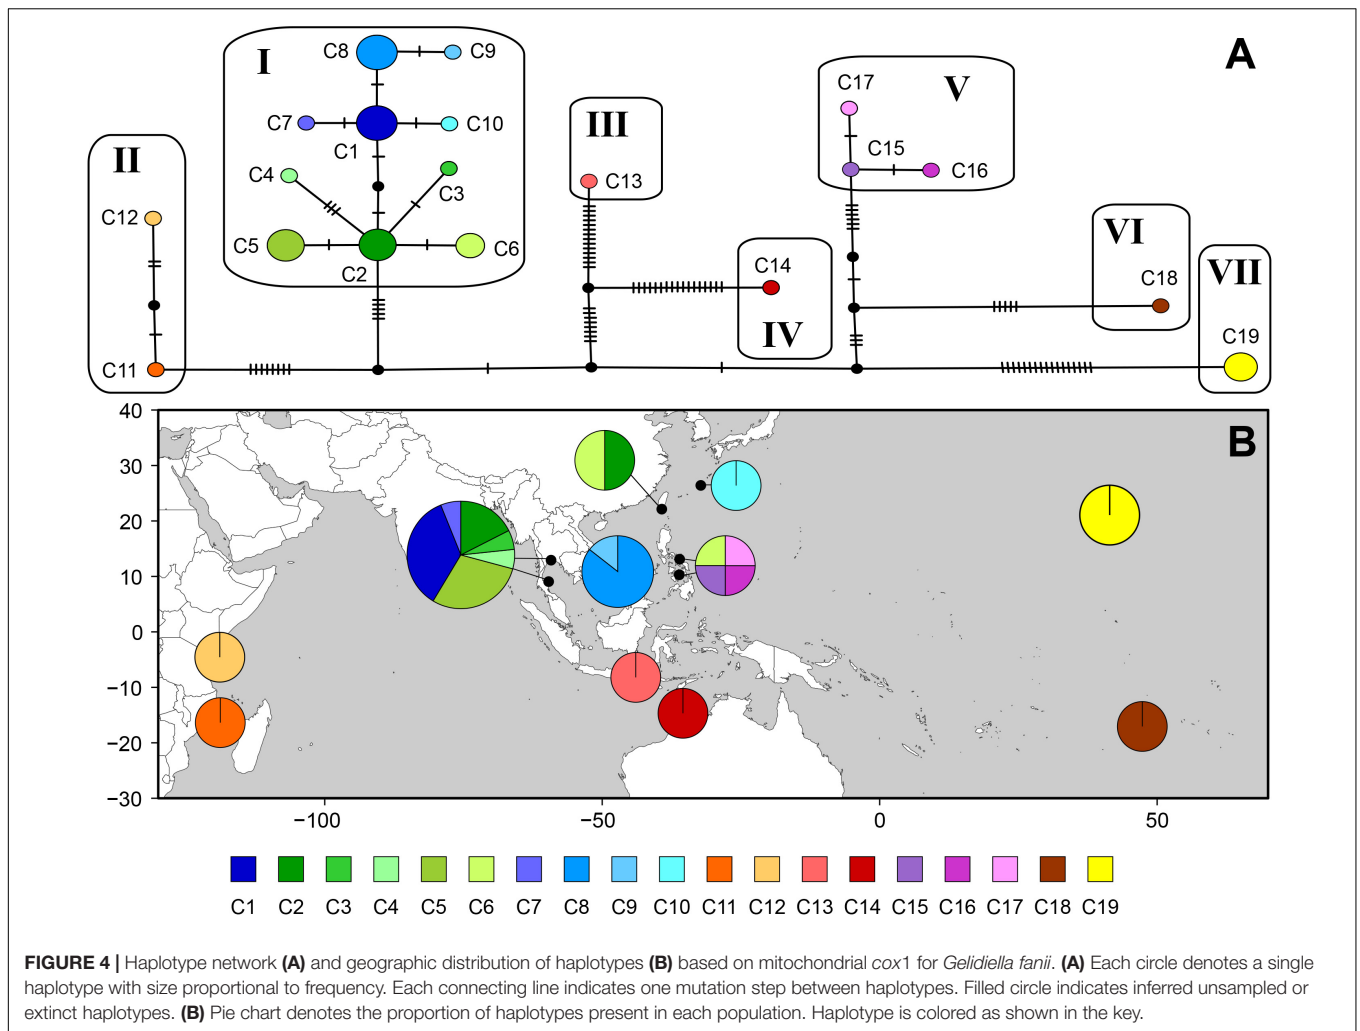 A
I
C8
C9
C17
V
III
C7
C10
II
C1
C15
C4
C3
C13
C16
C12
VI
C5
C6
C14
VII
C2
C18
IV
C19
C11
40
B
30
20
10
0
−10
−20
−30
−100
−50
0
50
C1 C2 C3 C4 C5 C6 C7 C8 C9 C10 C11 C12 C13 C14 C15 C16 C17 C18 C19
FIGURE 4 | Haplotype network (A) and geographic distribution of haplotypes (B) based on mitochondrial cox1 for Gelidiella fanii. (A) Each circle denotes a single
haplotype with size proportional to frequency. Each connecting line indicates one mutation step between haplotypes. Filled circle indicates inferred unsampled or
extinct haplotypes. (B) Pie chart denotes the proportion of haplotypes present in each population. Haplotype is colored as shown in the key.